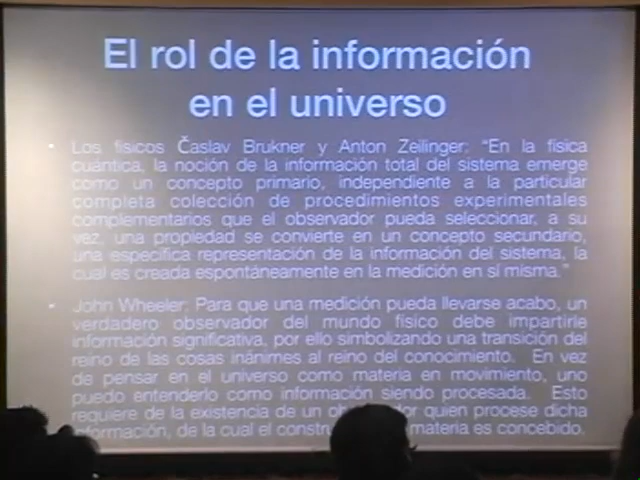 El rol de la información
en el universo
• Los físicos Časlav Brukner y Anton Zeilinger: "En la física
cuántica, la noción de la información total del sistema emerge
como un concepto primario, independiente a la particular
completa colección de procedimientos experimentales
complementarios que el observador pueda seleccionar, a su
vez, una propiedad se convierte en un concepto secundario,
una específica representación de la información del sistema, la
cual es creada espontáneamente en la medición en sí misma."
• John Wheeler: Para que una medición pueda llevarse acabo, un
verdadero observador del mundo físico debe impartirle
información significativa, por ello simbolizando una transición del
reino de las cosas inánimes al reino del conocimiento. En vez
de pensar en el universo como materia en movimiento, uno
puedo entenderlo como información siendo procesada. Esto
requiere de la existencia de un quien procese dicha
información, de la cual el materia es concebido.